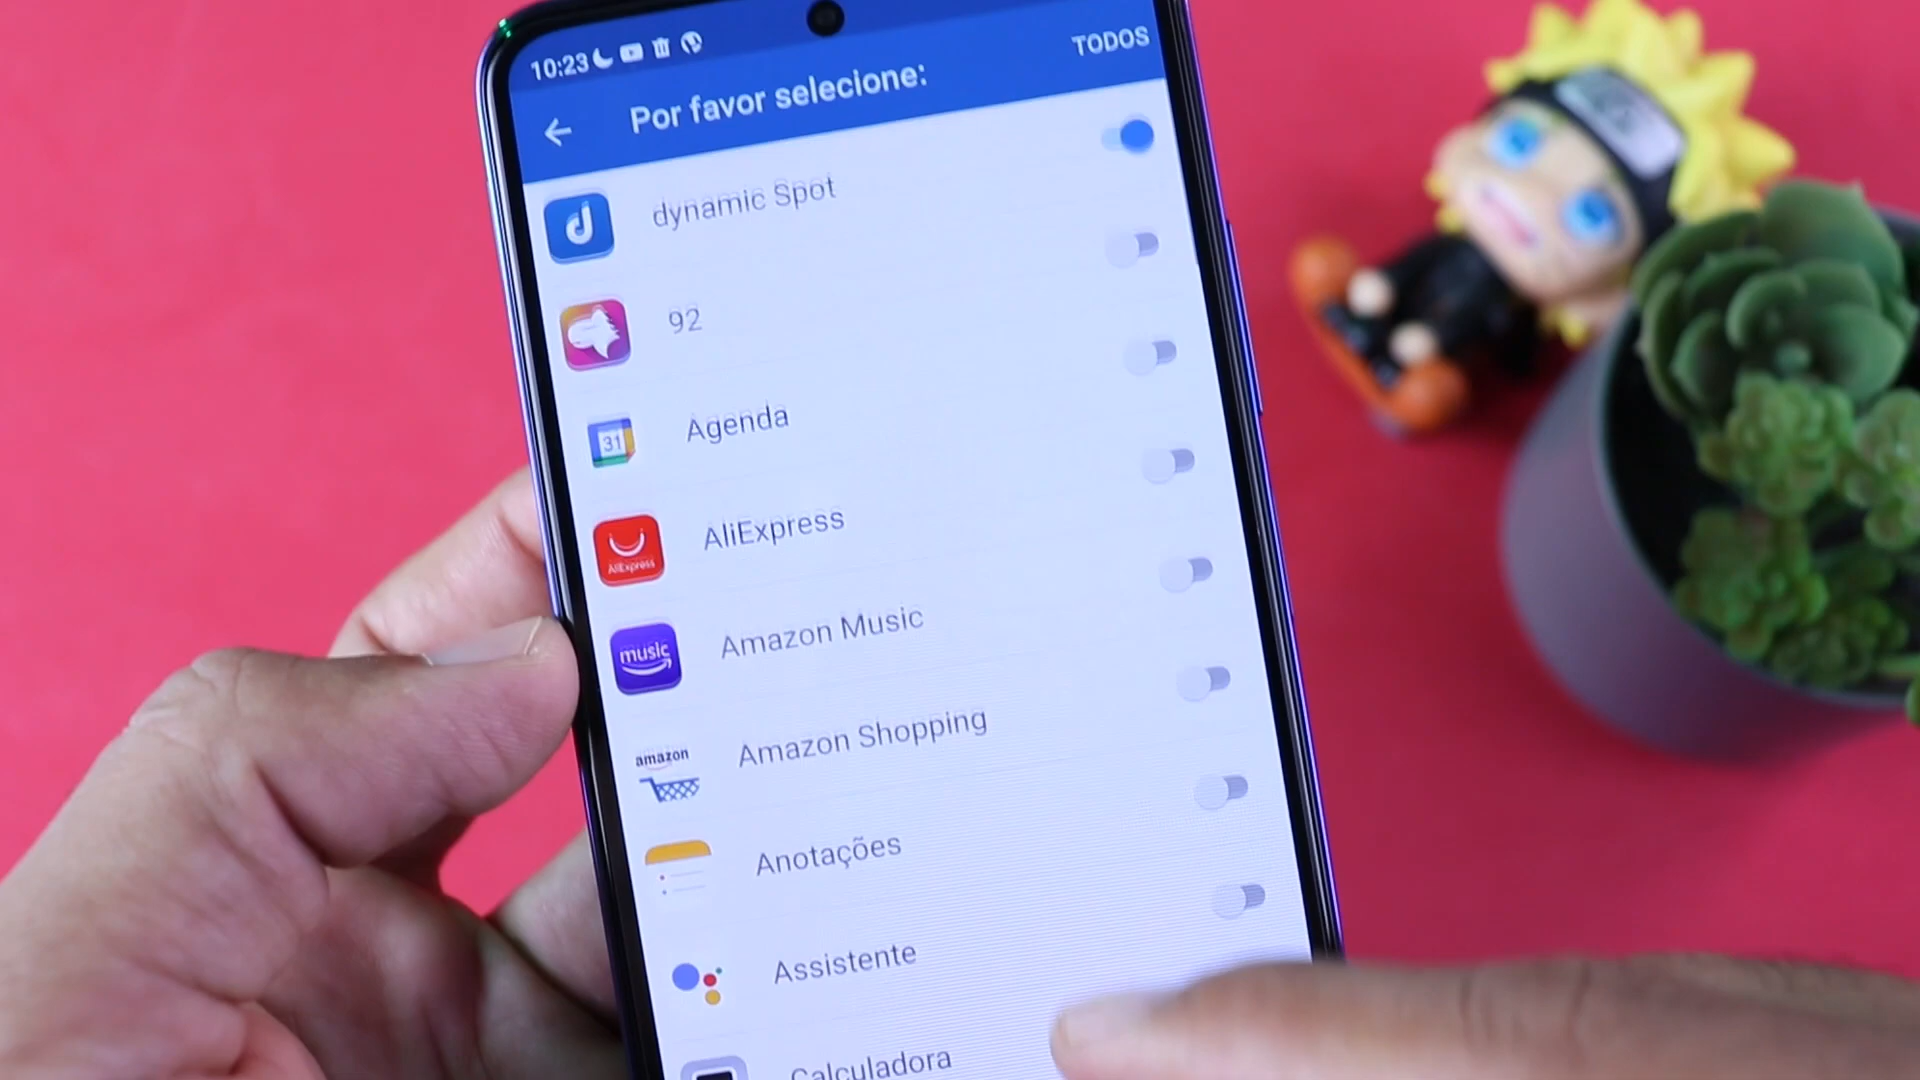 10:23
TODOS
Por favor selecione:
dynamic Spot
92
31
Agenda
AliExpress
AliExpress
music
Amazon Music
amazon
Amazon Shopping
Anotações
Assistente
Calculadora